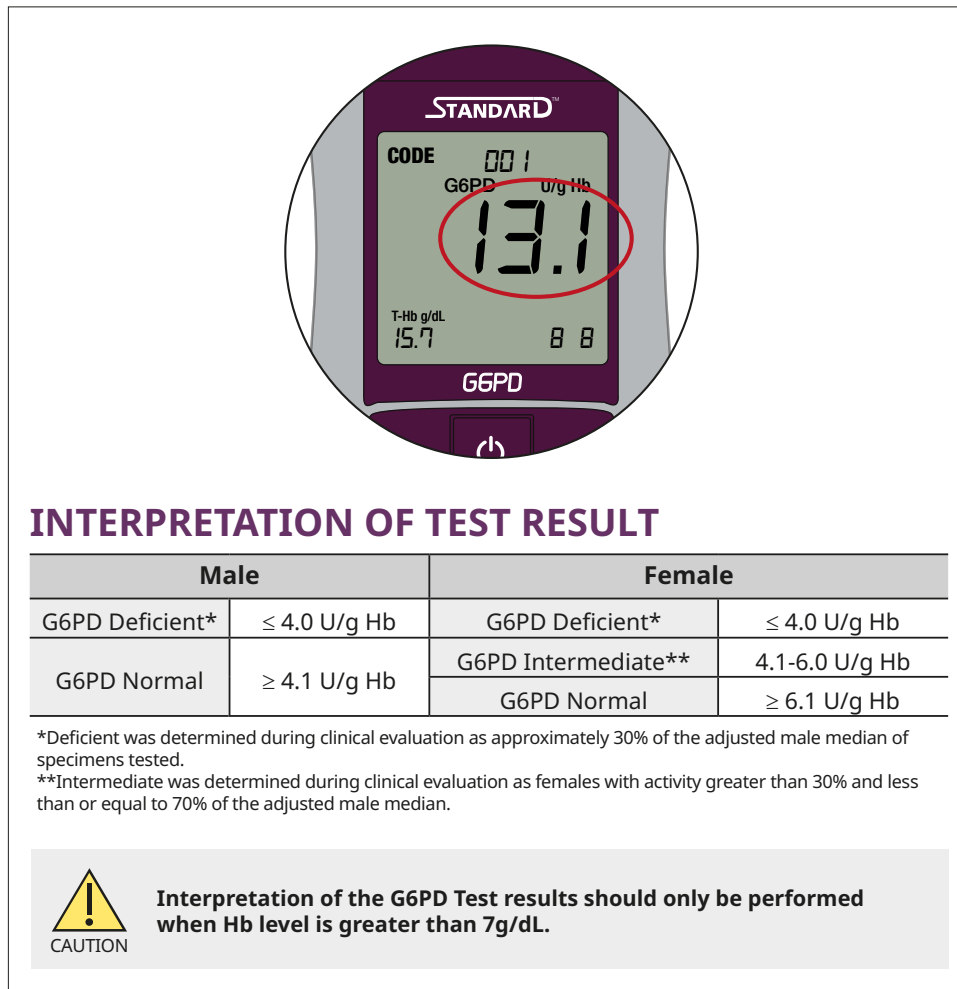 STANDARD™
CODE 001
G6PD U/g Hb
13.1
T-Hb g/dL
15.7 8 8
G6PD
INTERPRETATION OF TEST RESULT
Male Female
G6PD Deficient* ≤ 4.0 U/g Hb G6PD Deficient* ≤ 4.0 U/g Hb
G6PD Normal ≥ 4.1 U/g Hb G6PD Intermediate** 4.1-6.0 U/g Hb
G6PD Normal ≥ 6.1 U/g Hb
*Deficient was determined during clinical evaluation as approximately 30% of the adjusted male median of
specimens tested.
**Intermediate was determined during clinical evaluation as females with activity greater than 30% and less
than or equal to 70% of the adjusted male median.
Interpretation of the G6PD Test results should only be performed
when Hb level is greater than 7g/dL.
CAUTION